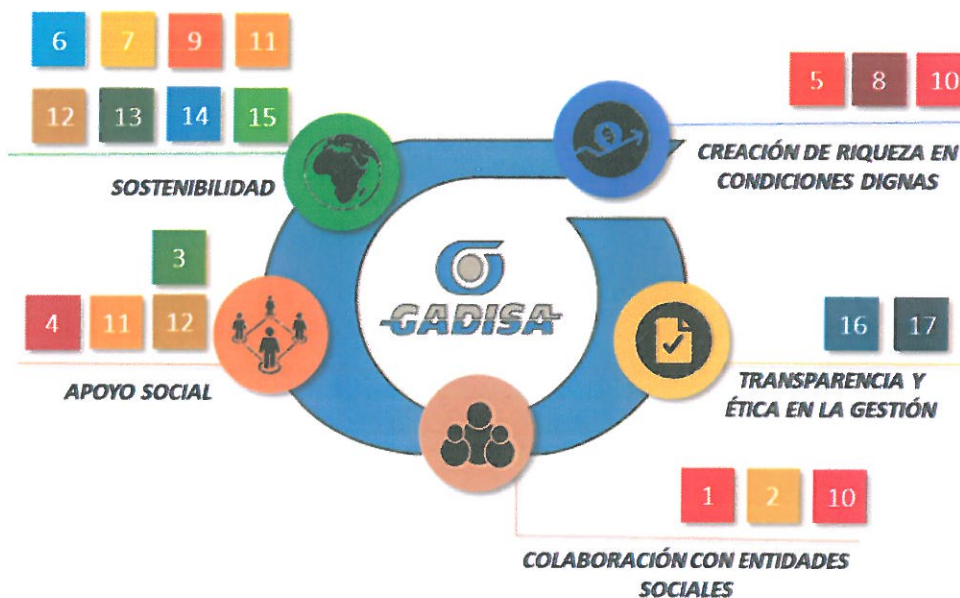 6 7 9 11
12 13 14 15
SOSTENIBILIDAD
5 8 10
CREACIÓN DE RIQUEZA EN
CONDICIONES DIGNAS
$
3
4 11 12
APOYO SOCIAL
GADISA
16 17
TRANSPARENCIA Y
ÉTICA EN LA GESTIÓN
1 2 10
COLABORACIÓN CON ENTIDADES
SOCIALES